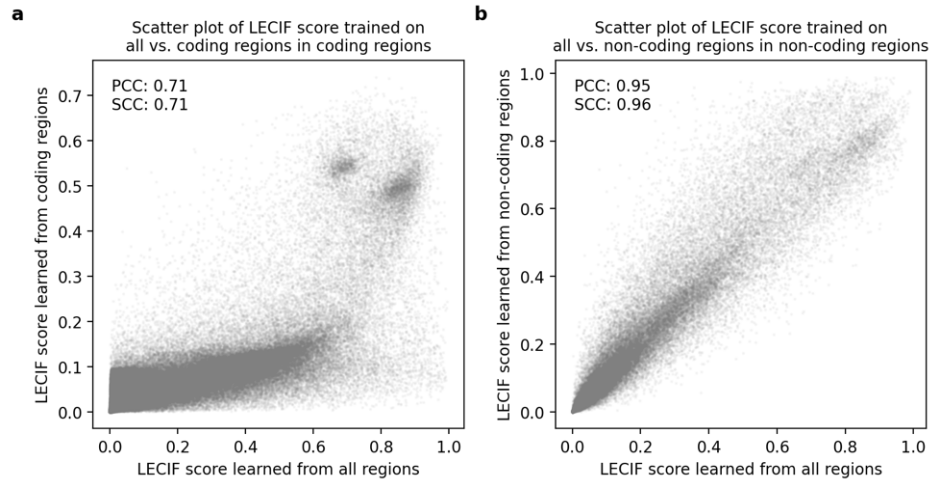 a
Scatter plot of LECIF score trained on
all vs. coding regions in coding regions
PCC: 0.71
SCC: 0.71
LECIF score learned from coding regions
0.7
0.6
0.5
0.4
0.3
0.2
0.1
0.0
0.0 0.2 0.4 0.6 0.8 1.0
LECIF score learned from all regions
b
Scatter plot of LECIF score trained on
all vs. non-coding regions in non-coding regions
PCC: 0.95
SCC: 0.96
LECIF score learned from non-coding regions
1.0
0.8
0.6
0.4
0.2
0.0
0.0 0.2 0.4 0.6 0.8 1.0
LECIF score learned from all regions